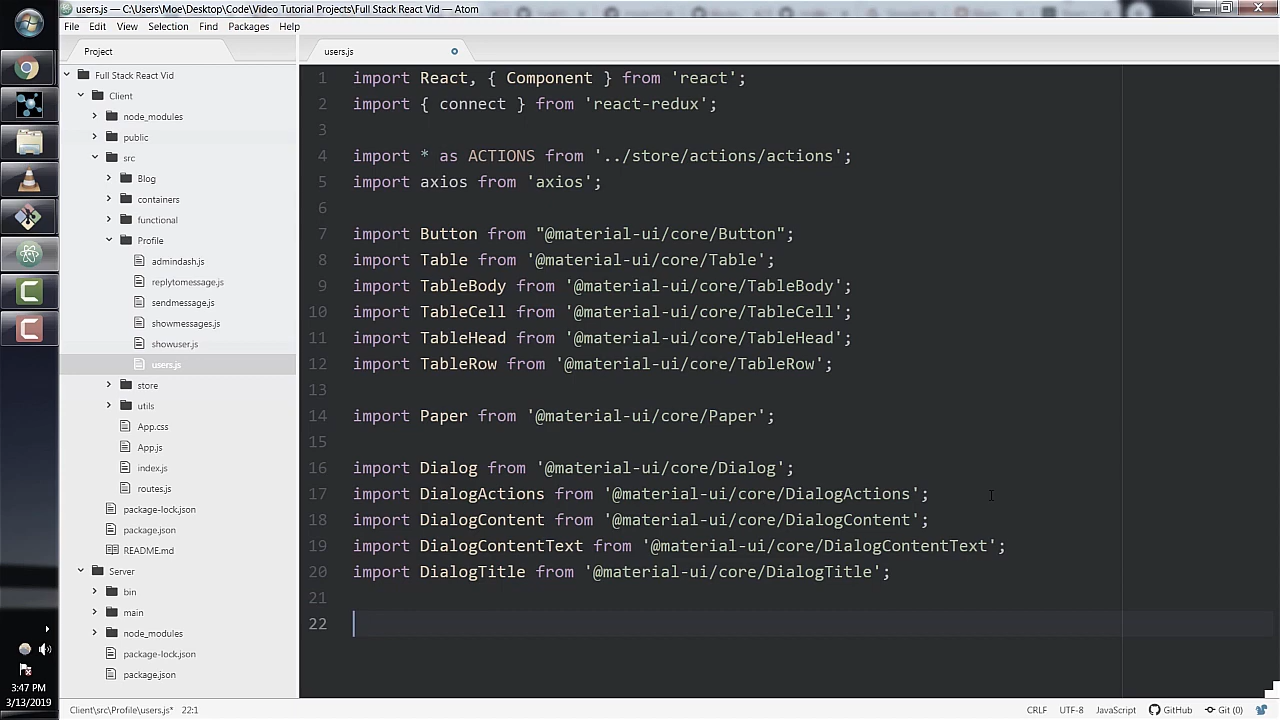 users.js — C:\Users\Moe\Desktop\Code\Video Tutorial Projects\Full Stack React Vid — Atom
File Edit View Selection Find Packages Help
Project
Full Stack React Vid
Client
node_modules
public
src
Blog
containers
functional
Profile
admindash.js
replytomessage.js
sendmessage.js
showmessages.js
showuser.js
users.js
store
utils
App.css
App.js
index.js
routes.js
package-lock.json
package.json
README.md
Server
bin
main
node_modules
package-lock.json
package.json
users.js
1 import React, { Component } from 'react';
2 import { connect } from 'react-redux';
3
4 import * as ACTIONS from '../store/actions/actions';
5 import axios from 'axios';
6
7 import Button from "@material-ui/core/Button";
8 import Table from '@material-ui/core/Table';
9 import TableBody from '@material-ui/core/TableBody';
10 import TableCell from '@material-ui/core/TableCell';
11 import TableHead from '@material-ui/core/TableHead';
12 import TableRow from '@material-ui/core/TableRow';
13
14 import Paper from '@material-ui/core/Paper';
15
16 import Dialog from '@material-ui/core/Dialog';
17 import DialogActions from '@material-ui/core/DialogActions';
18 import DialogContent from '@material-ui/core/DialogContent';
19 import DialogContentText from '@material-ui/core/DialogContentText';
20 import DialogTitle from '@material-ui/core/DialogTitle';
21
22
3:47 PM
3/13/2019
Client\src\Profile\users.js* 22:1
CRLF UTF-8 JavaScript GitHub Git (0)